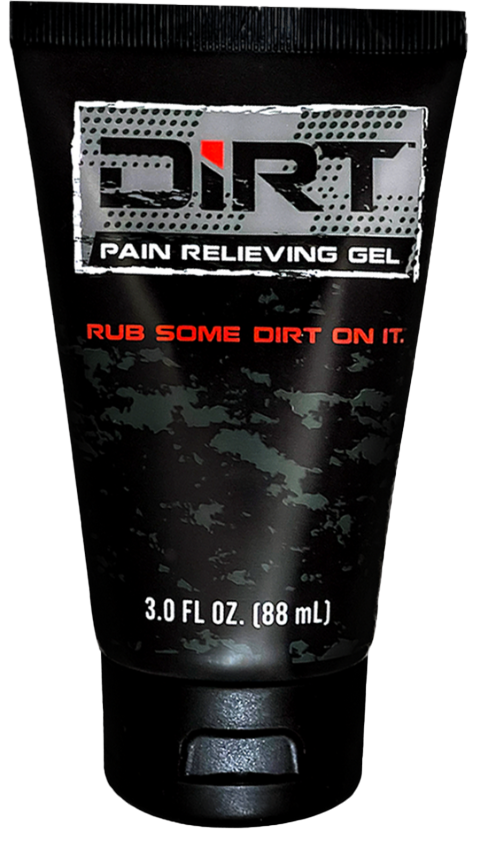 DiRT
PAIN RELIEVING GEL
RUB SOME DIRT ON IT.
3.0 FL OZ. (88 mL)